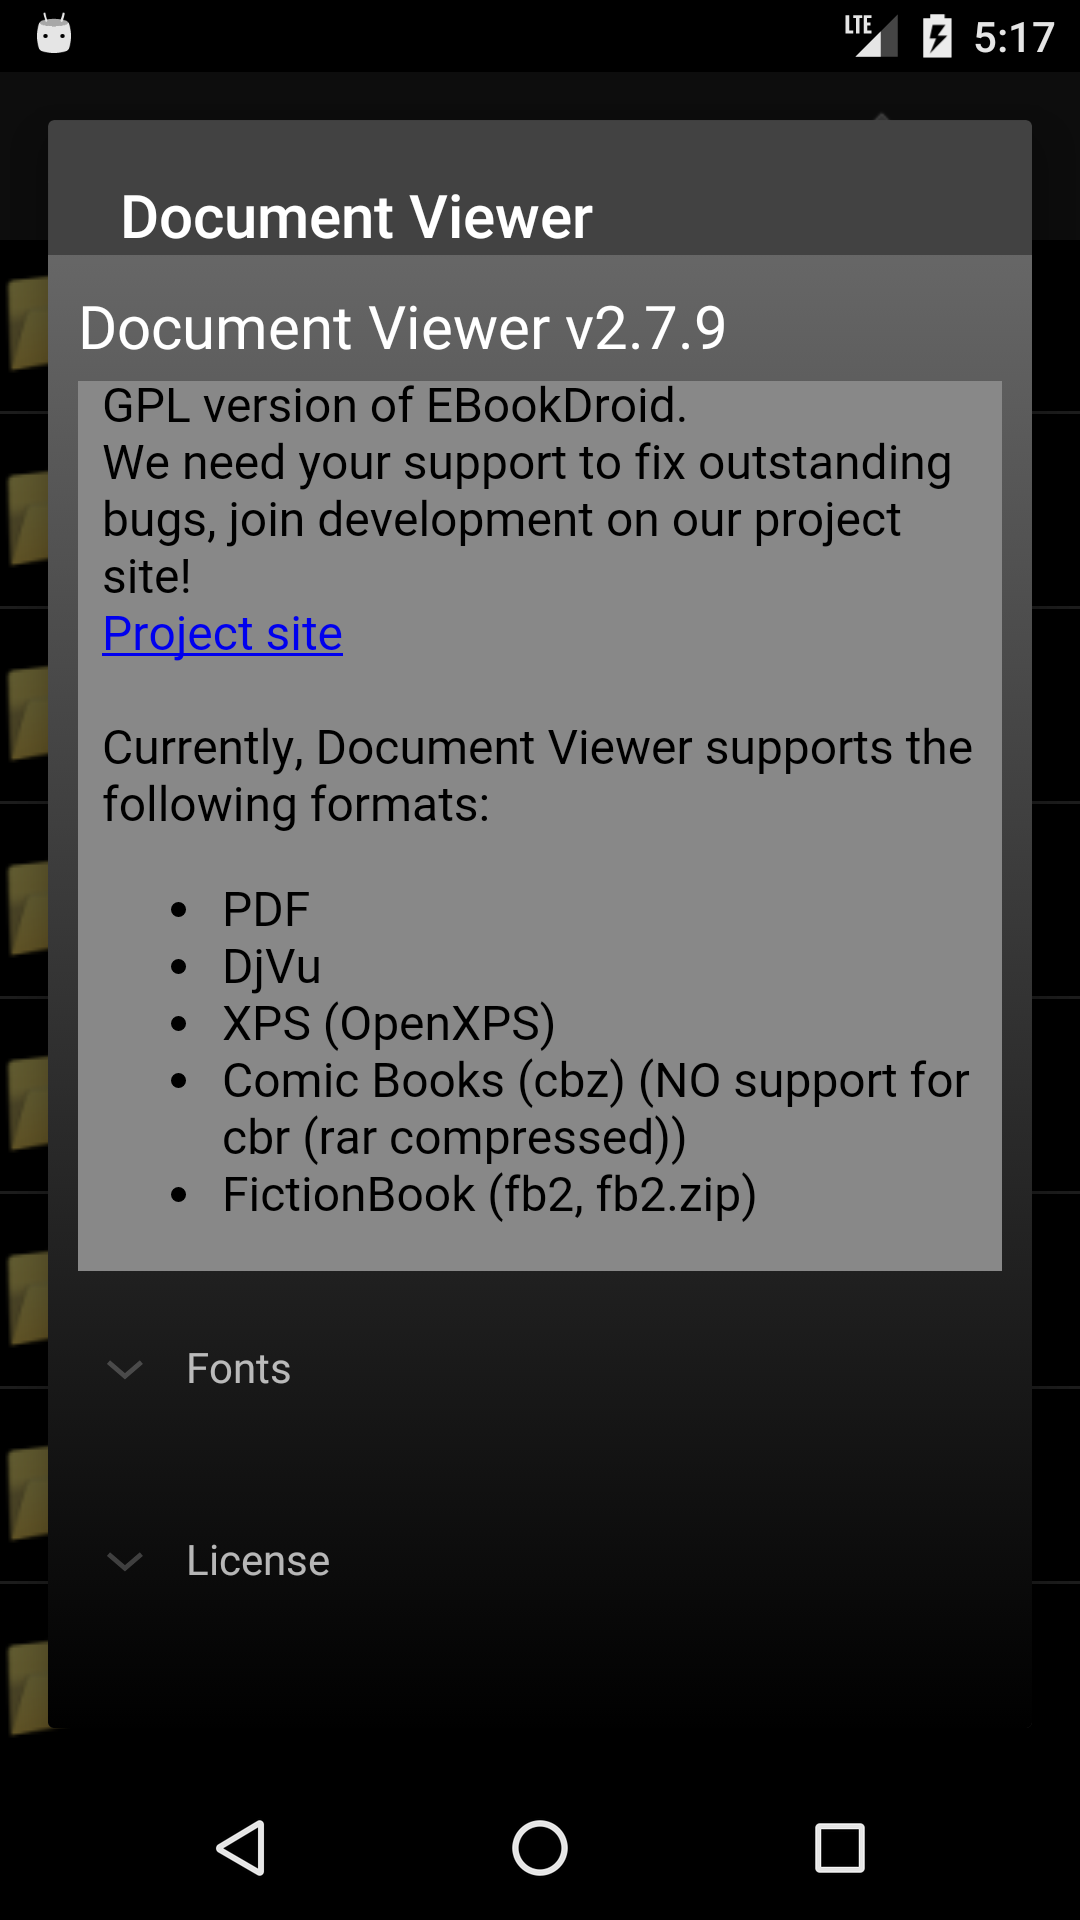 LTE 5:17
Document Viewer
Document Viewer v2.7.9
GPL version of EBookDroid.
We need your support to fix outstanding
bugs, join development on our project
site!
Project site
Currently, Document Viewer supports the
following formats:
• PDF
• DjVu
• XPS (OpenXPS)
• Comic Books (cbz) (NO support for
cbr (rar compressed))
• FictionBook (fb2, fb2.zip)
Fonts
License